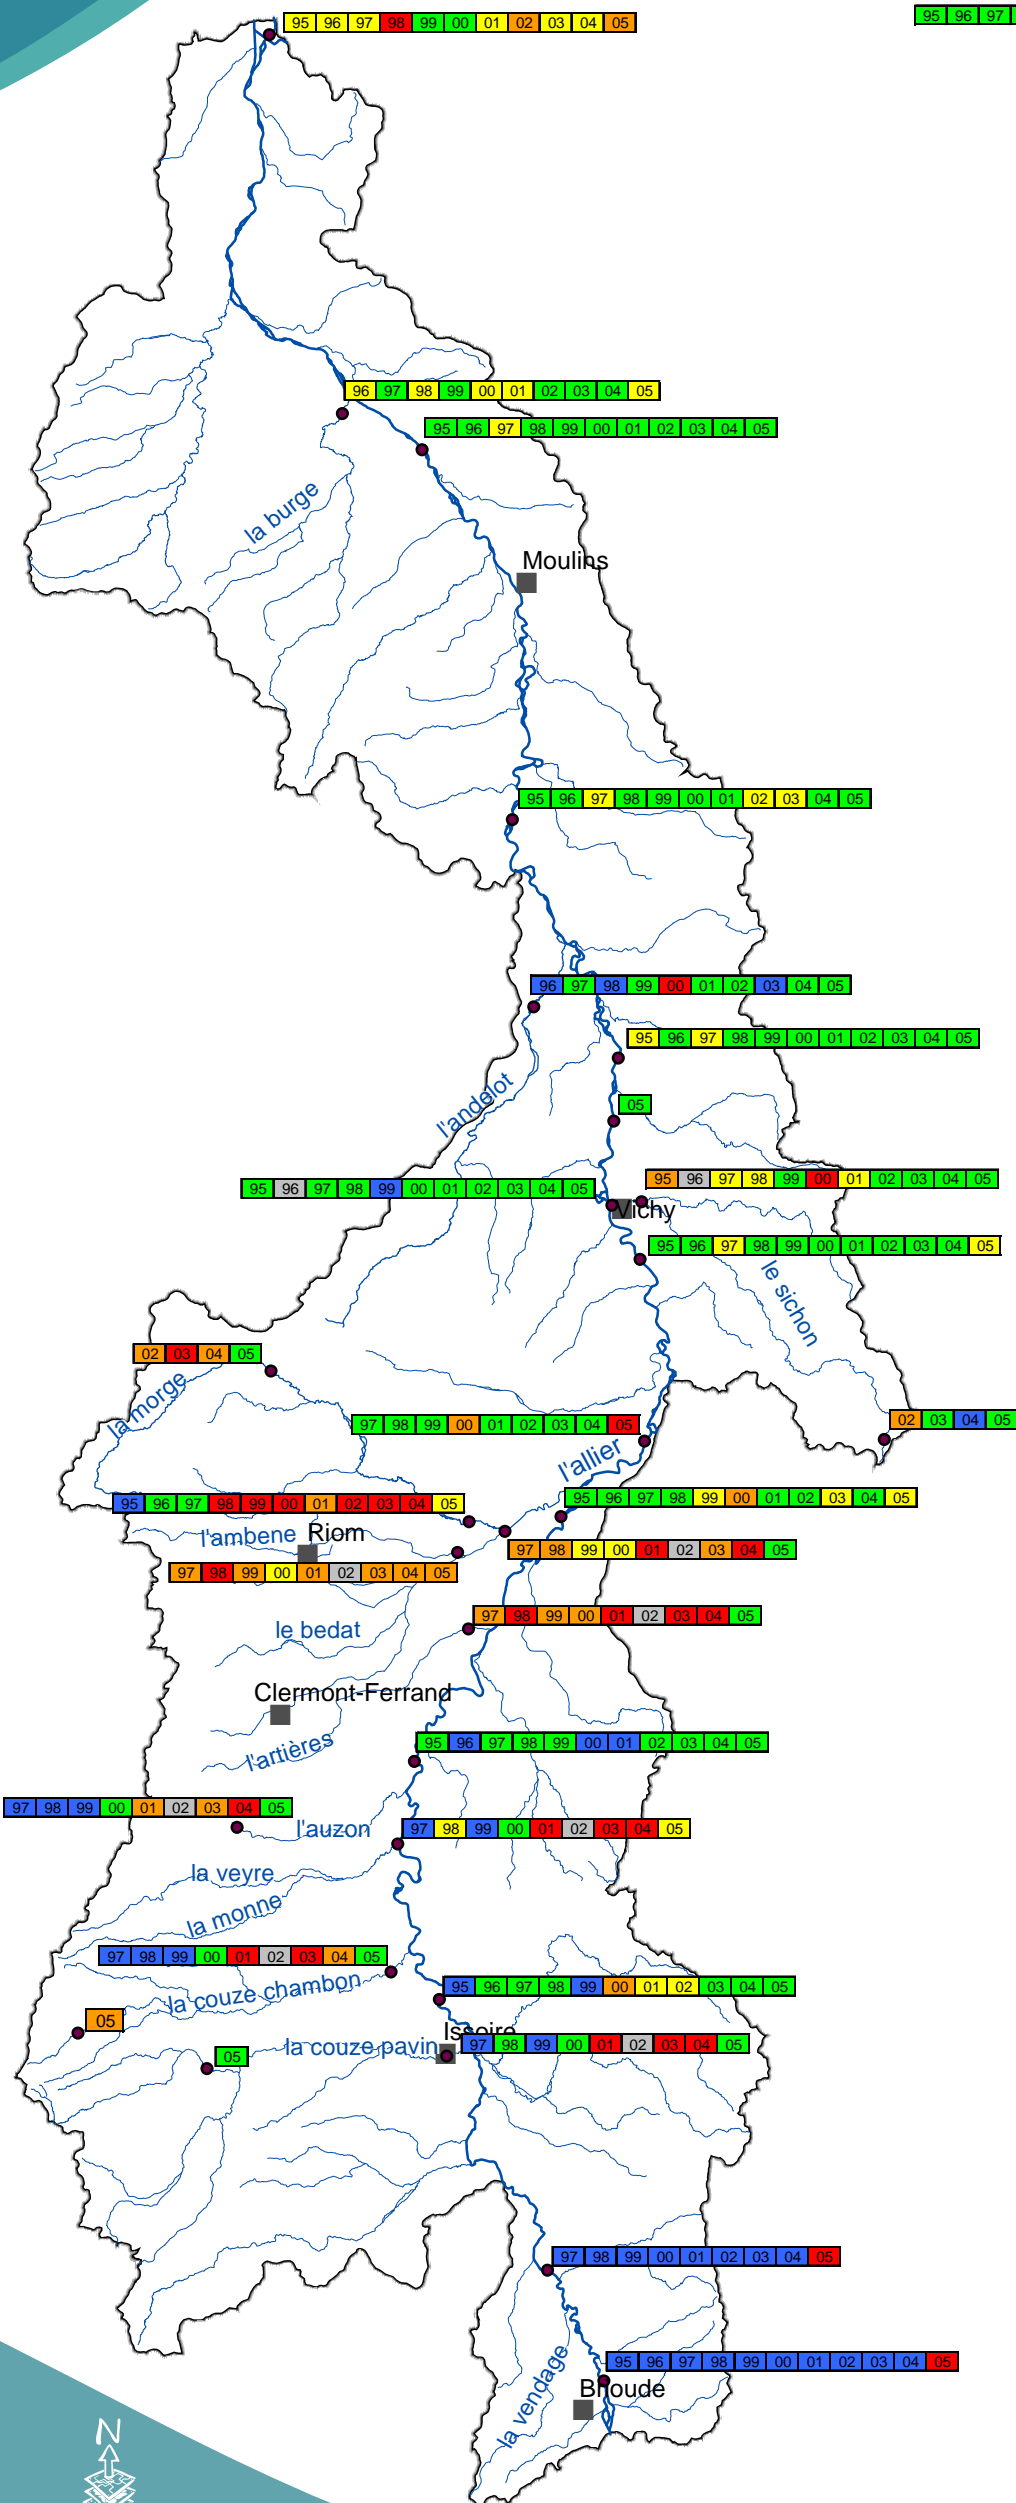 95 96 97 98 99 00 01 02 03 04 05
95 96 97
96 97 98 99 00 01 02 03 04 05
95 96 97 98 99 00 01 02 03 04 05
la burge
Moulins
95 96 97 98 99 00 01 02 03 04 05
96 97 98 99 00 01 02 03 04 05
95 96 97 98 99 00 01 02 03 04 05
l'andelot
05
95 96 97 98 99 00 01 02 03 04 05
95 96 97 98 99 00 01 02 03 04 05
Vichy
95 96 97 98 99 00 01 02 03 04 05
le sichon
02 03 04 05
la morge
97 98 99 00 01 02 03 04 05
02 03 04 05
l'allier
95 96 97 98 99 00 01 02 03 04 05
95 96 97 98 99 00 01 02 03 04 05
l'ambene
Riom
97 98 99 00 01 02 03 04 05
97 98 99 00 01 02 03 04 05
97 98 99 00 01 02 03 04 05
le bedat
Clermont-Ferrand
l'artières
95 96 97 98 99 00 01 02 03 04 05
97 98 99 00 01 02 03 04 05
l'auzon
97 98 99 00 01 02 03 04 05
la veyre
la monne
97 98 99 00 01 02 03 04 05
la couze chambon
95 96 97 98 99 00 01 02 03 04 05
05
Issoire
la couze pavin
97 98 99 00 01 02 03 04 05
05
97 98 99 00 01 02 03 04 05
95 96 97 98 99 00 01 02 03 04 05
la vendage
N